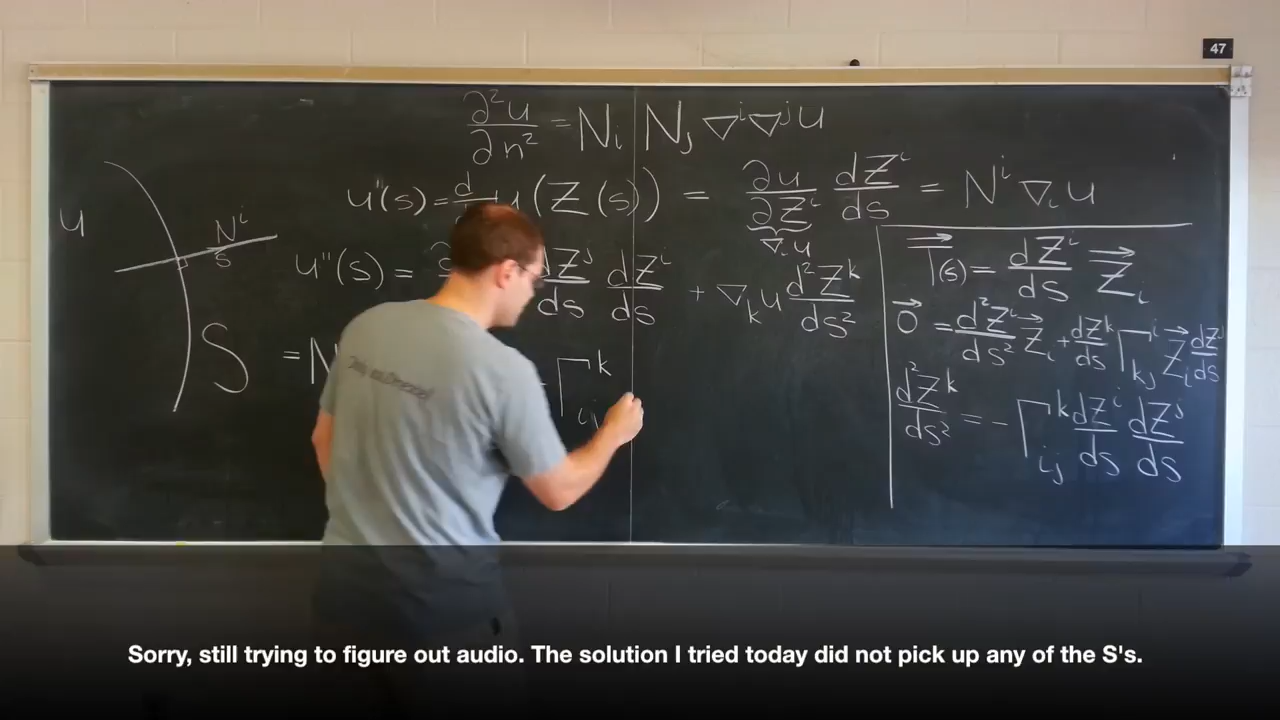 47
∂²u/∂n² = N_i N_j ∇^i ∇^j u
u''(s) = d/ u(Z(s)) = ∂u/∂Z^i dZ^i/ds = N^i ∇_i u
∇_i u
u
N^i
s
S
u''(s) = dZ^j/ds dZ^i/ds + ∇_k u d²Z^k/ds²
= N Γ^k_ij
T(s) = dZ^i/ds Z_i
0 = d²Z^i/ds² Z_i + dZ^k/ds Γ^i_kj Z_i dZ^j/ds
d²Z^k/ds² = - Γ^k_ij dZ^i/ds dZ^j/ds
Sorry, still trying to figure out audio. The solution I tried today did not pick up any of the S's.